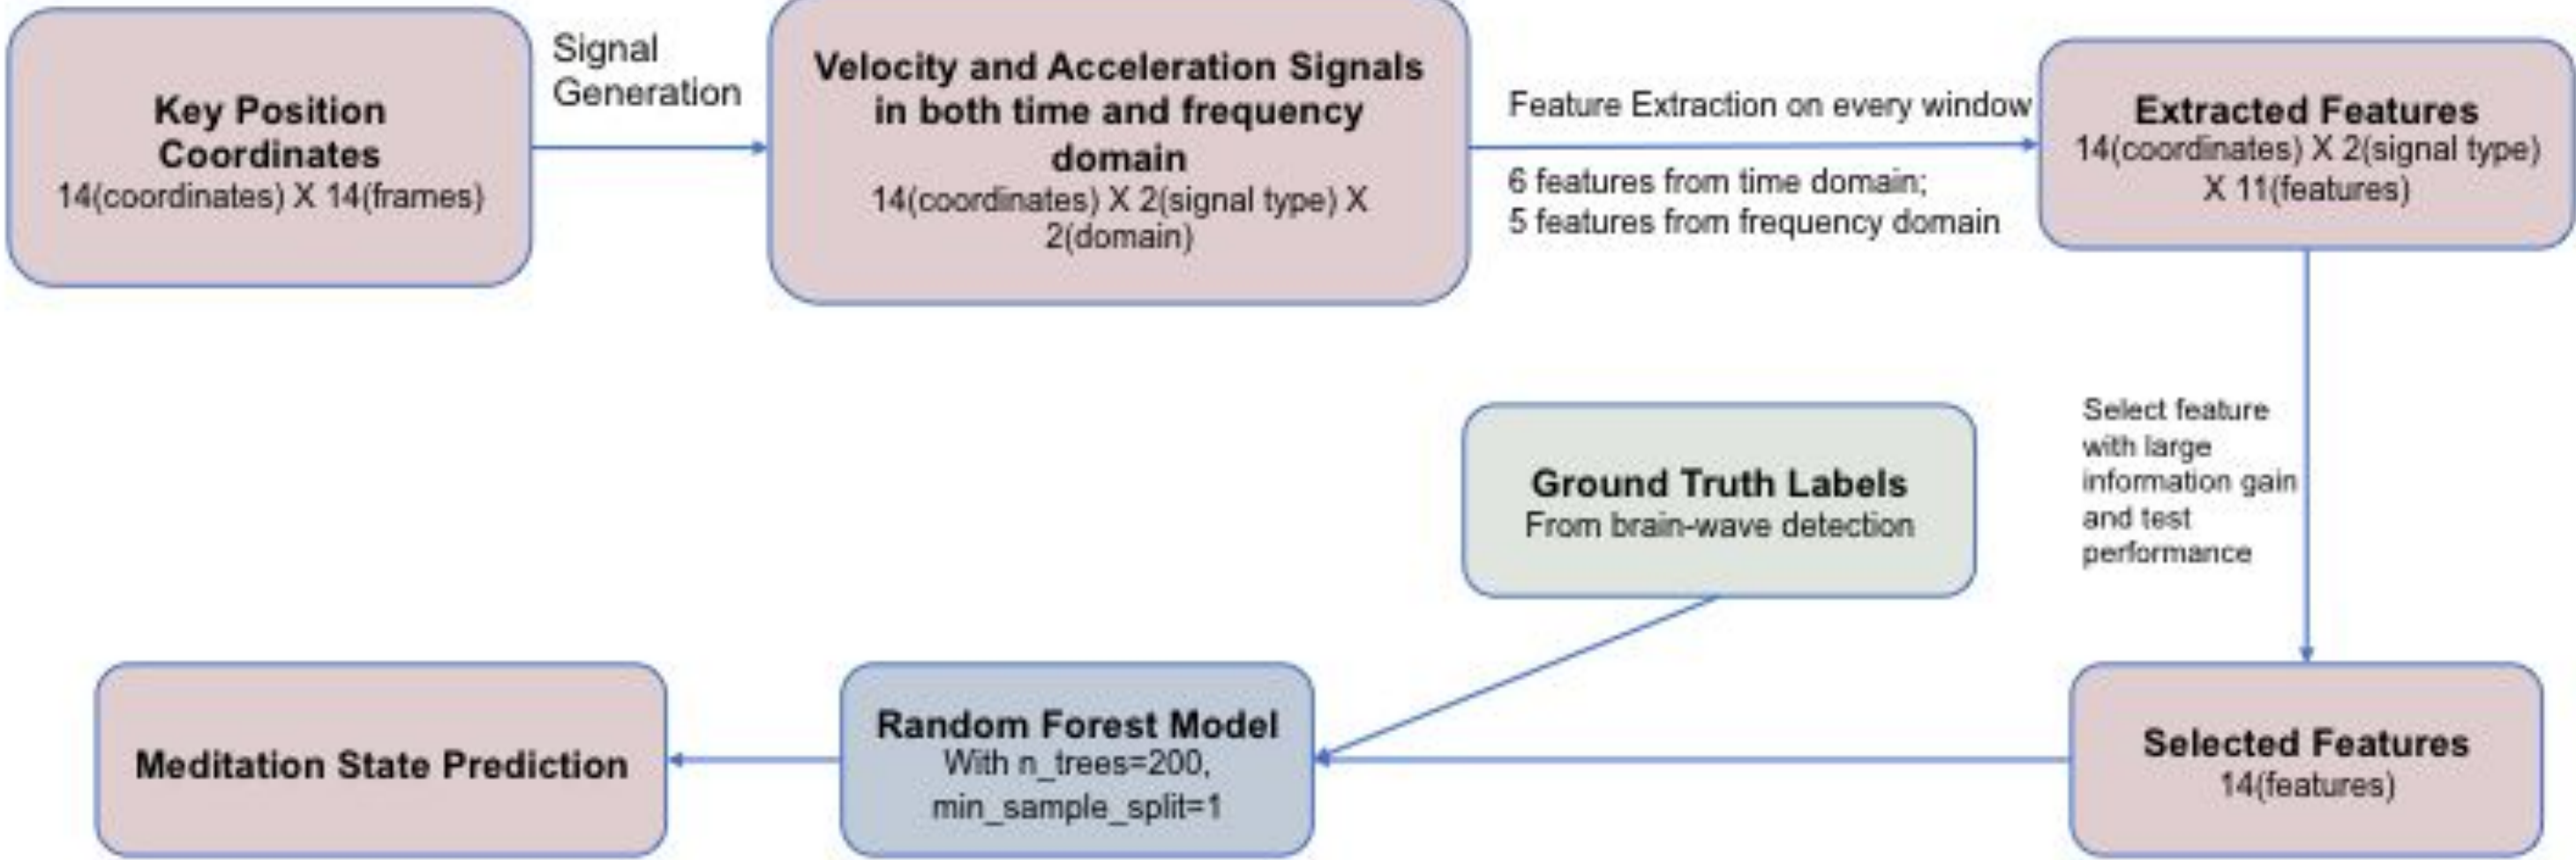 Key Position
Coordinates
14(coordinates) X 14(frames)
Signal
Generation
Velocity and Acceleration Signals
in both time and frequency
domain
14(coordinates) X 2(signal type) X
2(domain)
Feature Extraction on every window
6 features from time domain;
5 features from frequency domain
Extracted Features
14(coordinates) X 2(signal type)
X 11(features)
Select feature
with large
information gain
and test
performance
Ground Truth Labels
From brain-wave detection
Meditation State Prediction
Random Forest Model
With n_trees=200,
min_sample_split=1
Selected Features
14(features)